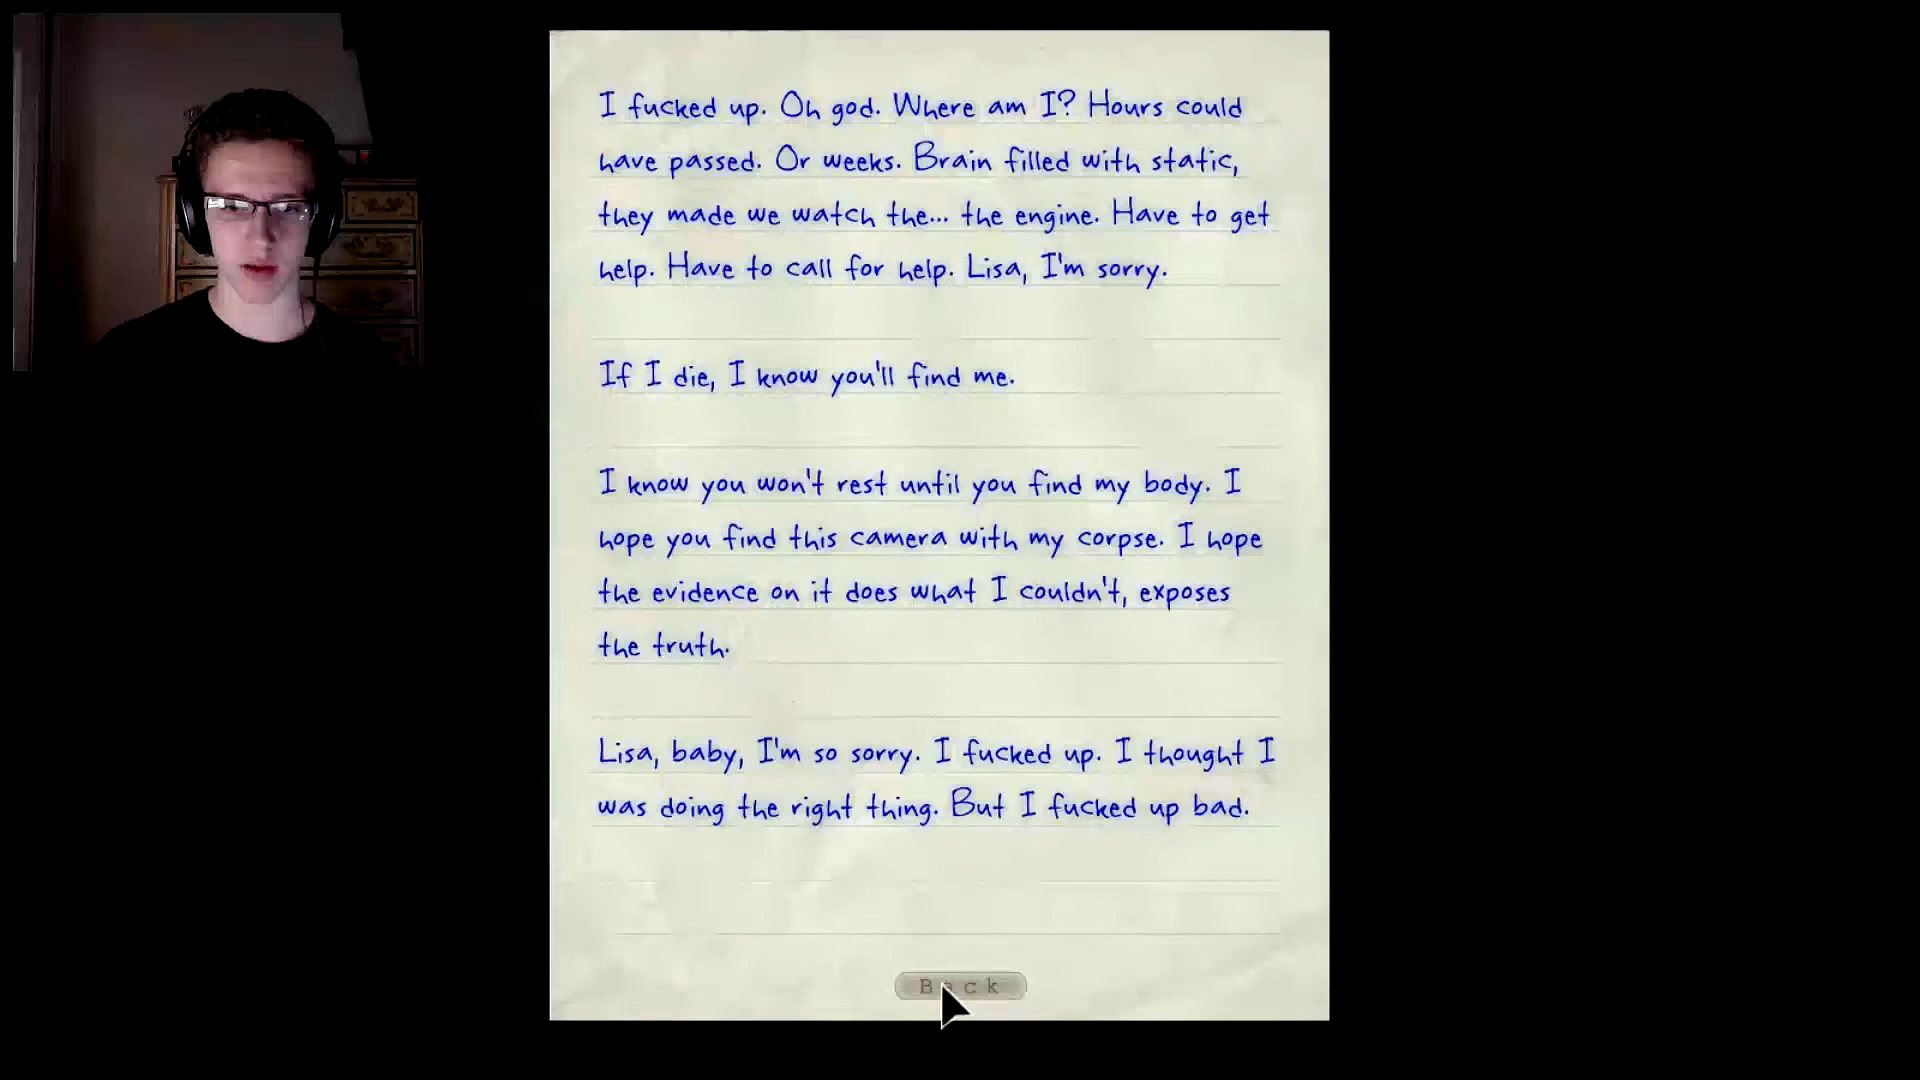 I fucked up. Oh god. Where am I? Hours could
have passed. Or weeks. Brain filled with static,
they made we watch the... the engine. Have to get
help. Have to call for help. Lisa, I'm sorry.
If I die, I know you'll find me.
I know you won't rest until you find my body. I
hope you find this camera with my corpse. I hope
the evidence on it does what I couldn't, exposes
the truth.
Lisa, baby, I'm so sorry. I fucked up. I thought I
was doing the right thing. But I fucked up bad.
Back